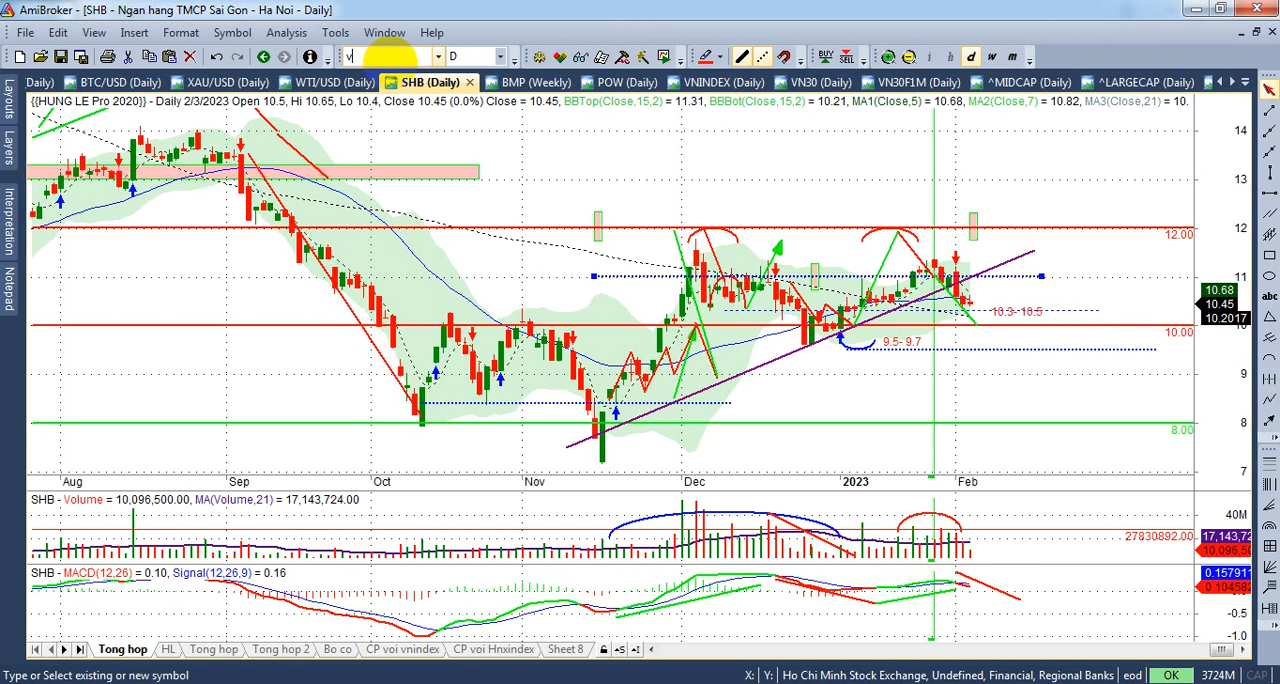 AmiBroker - [SHB - Ngan hang TMCP Sai Gon - Ha Noi - Daily]
File Edit View Insert Format Symbol Analysis Tools Window Help
v D BUY SELL i h d w m
Daily) BTC/USD (Daily) XAU/USD (Daily) WTI/USD (Daily) SHB (Daily) BMP (Weekly) POW (Daily) VNINDEX (Daily) VN30 (Daily) VN30F1M (Daily) ^MIDCAP (Daily) ^LARGECAP (Daily)
{{HUNG LE Pro 2020}} - Daily 2/3/2023 Open 10.5, Hi 10.65, Lo 10.4, Close 10.45 (0.0%) Close = 10.45, BBTop(Close,15,2) = 11.31, BBBot(Close,15,2) = 10.21, MA1(Close,5) = 10.68, MA2(Close,7) = 10.82, MA3(Close,21) = 10.
Layouts
Layers
Interpretation
Notepad
14
13
12
12.00
11
10.68
10.45
10.2017
10.3- 10.5
10
10.00
9.5- 9.7
9
8
8.00
7
Aug Sep Oct Nov Dec 2023 Feb
abc
SHB - Volume = 10,096,500.00, MA(Volume,21) = 17,143,724.00
40M
27830892.00
17,143,72
10,096,50
SHB - MACD(12,26) = 0.10, Signal(12,26,9) = 0.16
0.157911
0.104582
-0.5
-1.0
Tong hop HL Tong hop Tong hop 2 Bo co CP voi vnindex CP voi Hnxindex Sheet 8
Type or Select existing or new symbol X: Y: Ho Chi Minh Stock Exchange, Undefined, Financial, Regional Banks eod OK 3724M CAP